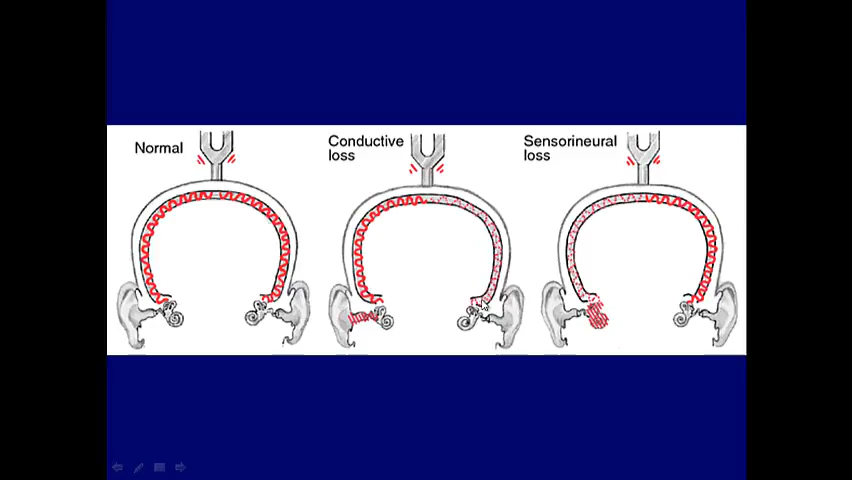 Normal
Conductive
loss
Sensorineural
loss